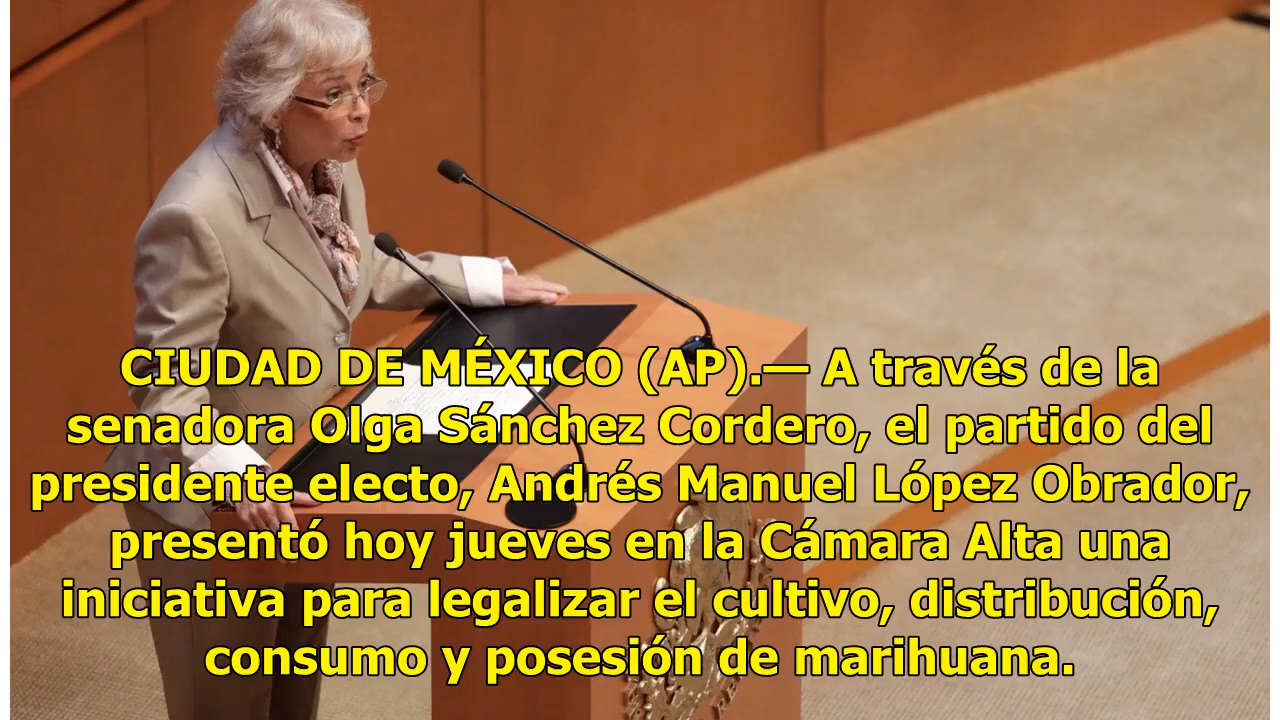 CIUDAD DE MÉXICO (AP).— A través de la
senadora Olga Sánchez Cordero, el partido del
presidente electo, Andrés Manuel López Obrador,
presentó hoy jueves en la Cámara Alta una
iniciativa para legalizar el cultivo, distribución,
consumo y posesión de marihuana.